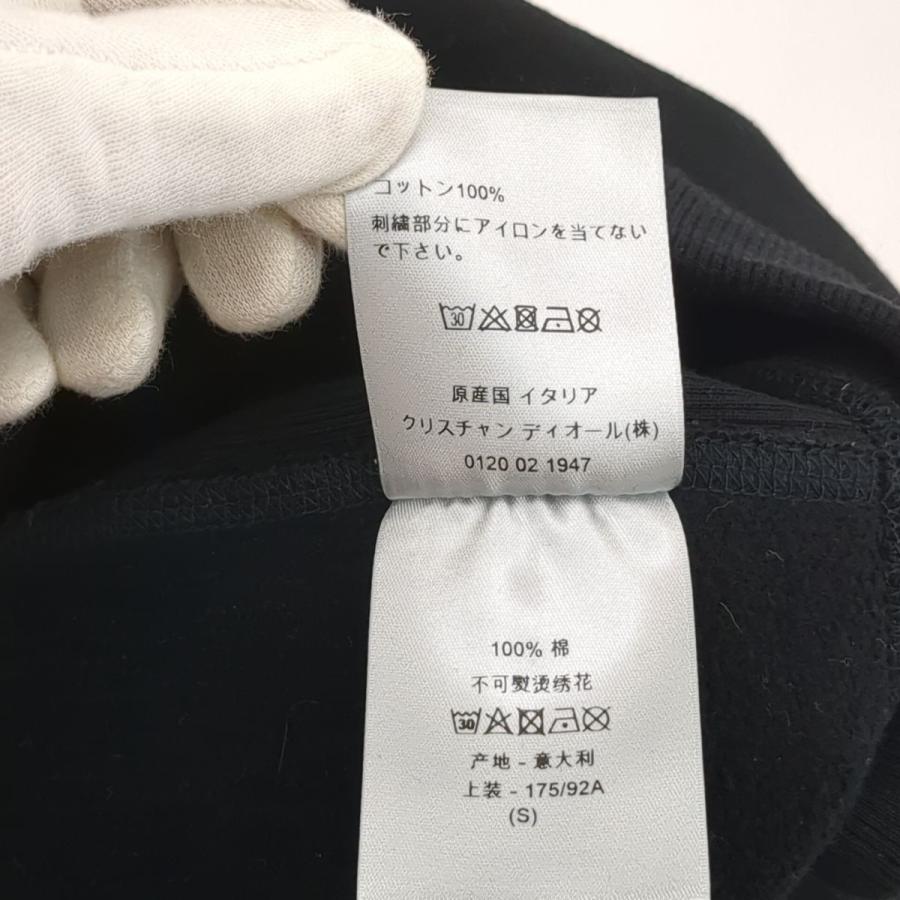 コットン100%
刺繍部分にアイロンを当てない
で下さい。
30
原産国 イタリア
クリスチャン ディオール(株)
0120 02 1947
100% 棉
不可熨烫绣花
30
产地 - 意大利
上装 - 175/92A
(S)